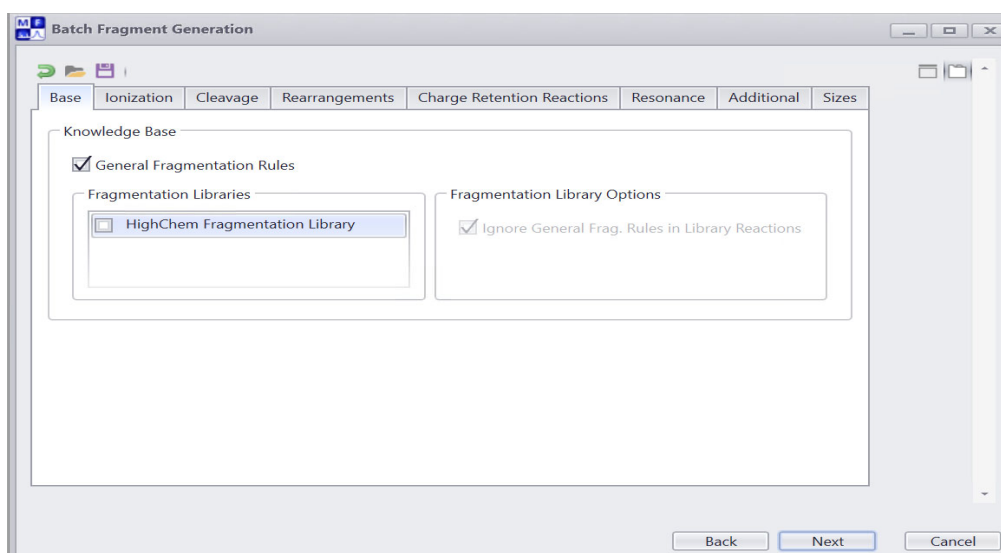 M F
Batch Fragment Generation
Base Ionization Cleavage Rearrangements Charge Retention Reactions Resonance Additional Sizes
Knowledge Base
General Fragmentation Rules
Fragmentation Libraries Fragmentation Library Options
HighChem Fragmentation Library Ignore General Frag. Rules in Library Reactions
Back Next Cancel